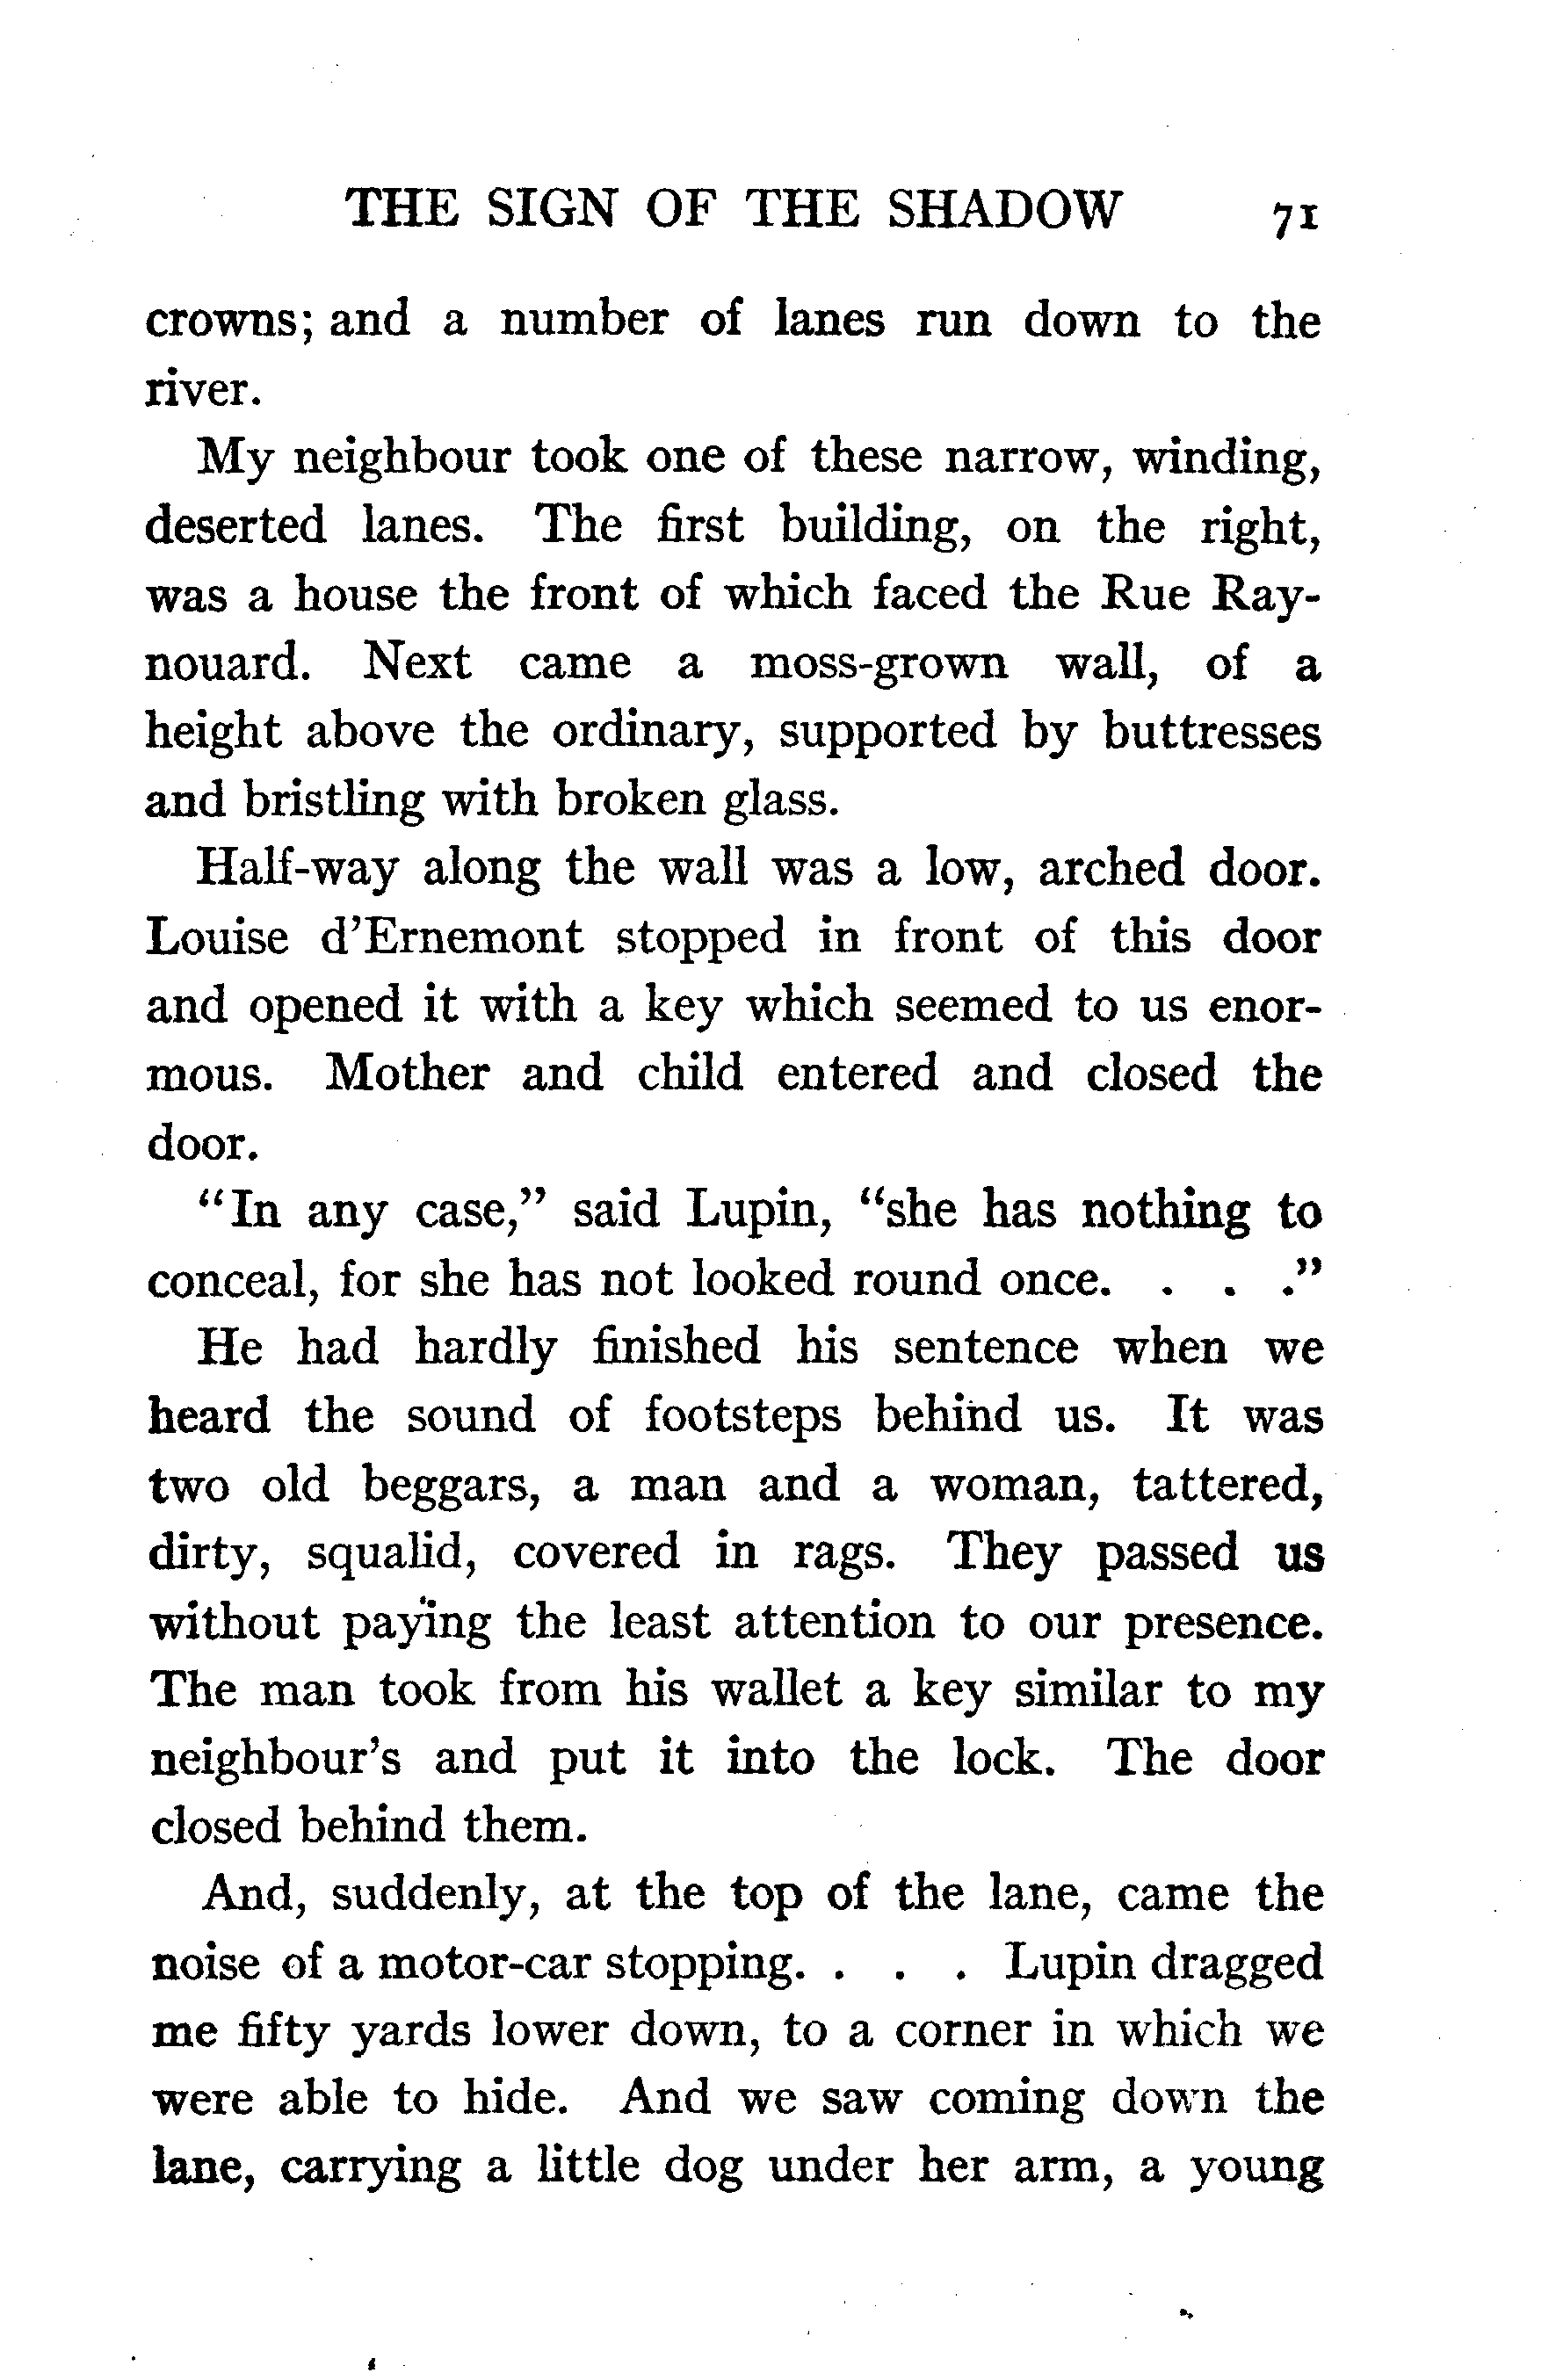 THE SIGN OF THE SHADOW 71
crowns; and a number of lanes run down to the
river.
My neighbour took one of these narrow, winding,
deserted lanes. The first building, on the right,
was a house the front of which faced the Rue Ray-
nouard. Next came a moss-grown wall, of a
height above the ordinary, supported by buttresses
and bristling with broken glass.
Half-way along the wall was a low, arched door.
Louise d'Ernemont stopped in front of this door
and opened it with a key which seemed to us enor-
mous. Mother and child entered and closed the
door.
"In any case," said Lupin, "she has nothing to
conceal, for she has not looked round once. . . ."
He had hardly finished his sentence when we
heard the sound of footsteps behind us. It was
two old beggars, a man and a woman, tattered,
dirty, squalid, covered in rags. They passed us
without paying the least attention to our presence.
The man took from his wallet a key similar to my
neighbour's and put it into the lock. The door
closed behind them.
And, suddenly, at the top of the lane, came the
noise of a motor-car stopping. . . . Lupin dragged
me fifty yards lower down, to a corner in which we
were able to hide. And we saw coming down the
lane, carrying a little dog under her arm, a young